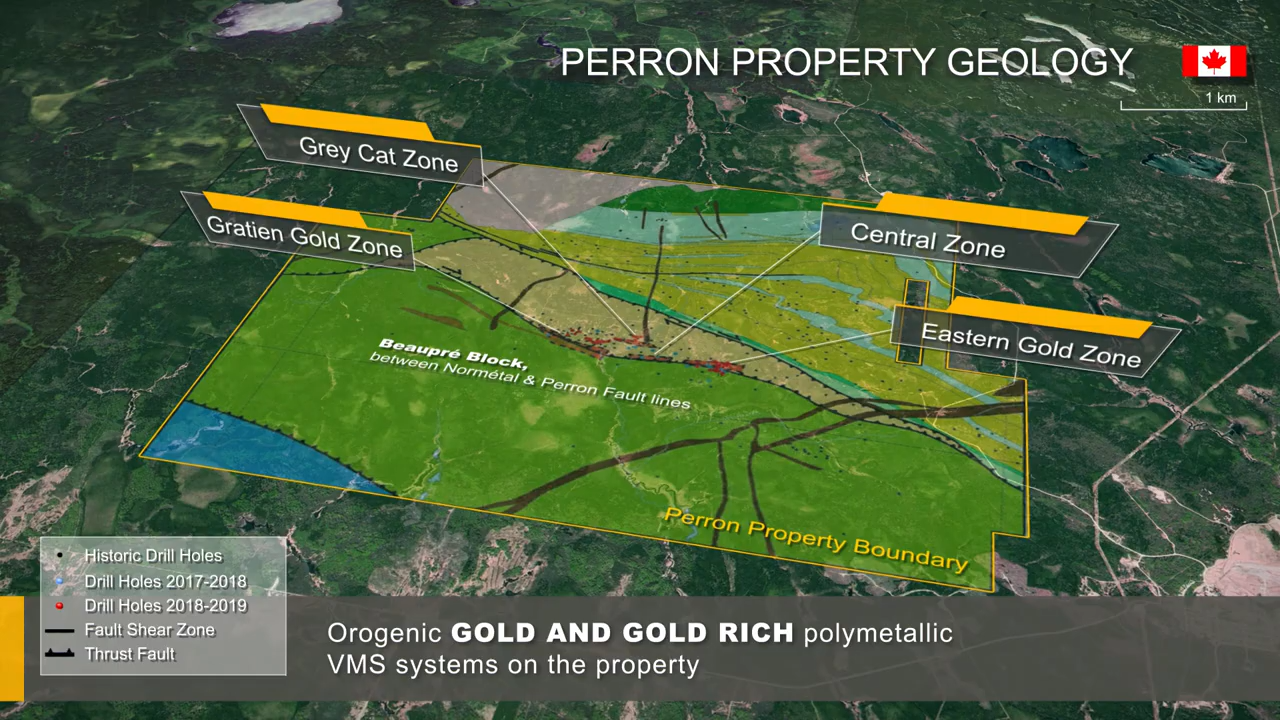 PERRON PROPERTY GEOLOGY
1 km
Grey Cat Zone
Gratien Gold Zone
Central Zone
Eastern Gold Zone
Beaupré Block,
between Normétal & Perron Fault lines
Perron Property Boundary
Historic Drill Holes
Drill Holes 2017-2018
Drill Holes 2018-2019
Fault Shear Zone
Thrust Fault
Orogenic GOLD AND GOLD RICH polymetallic
VMS systems on the property